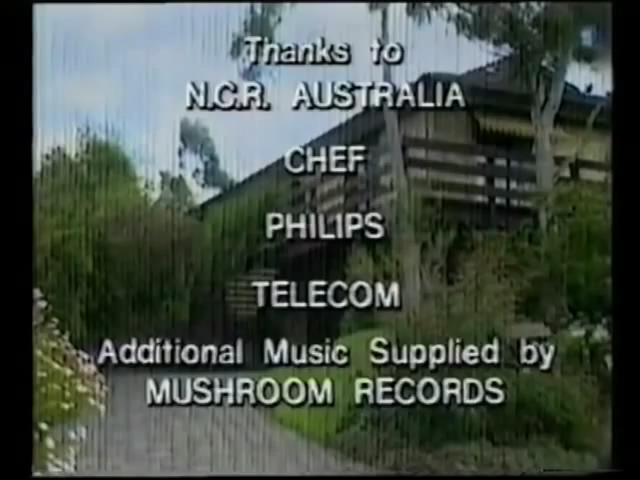 Thanks to
N.C.R. AUSTRALIA
CHEF
PHILIPS
TELECOM
Additional Music Supplied by
MUSHROOM RECORDS